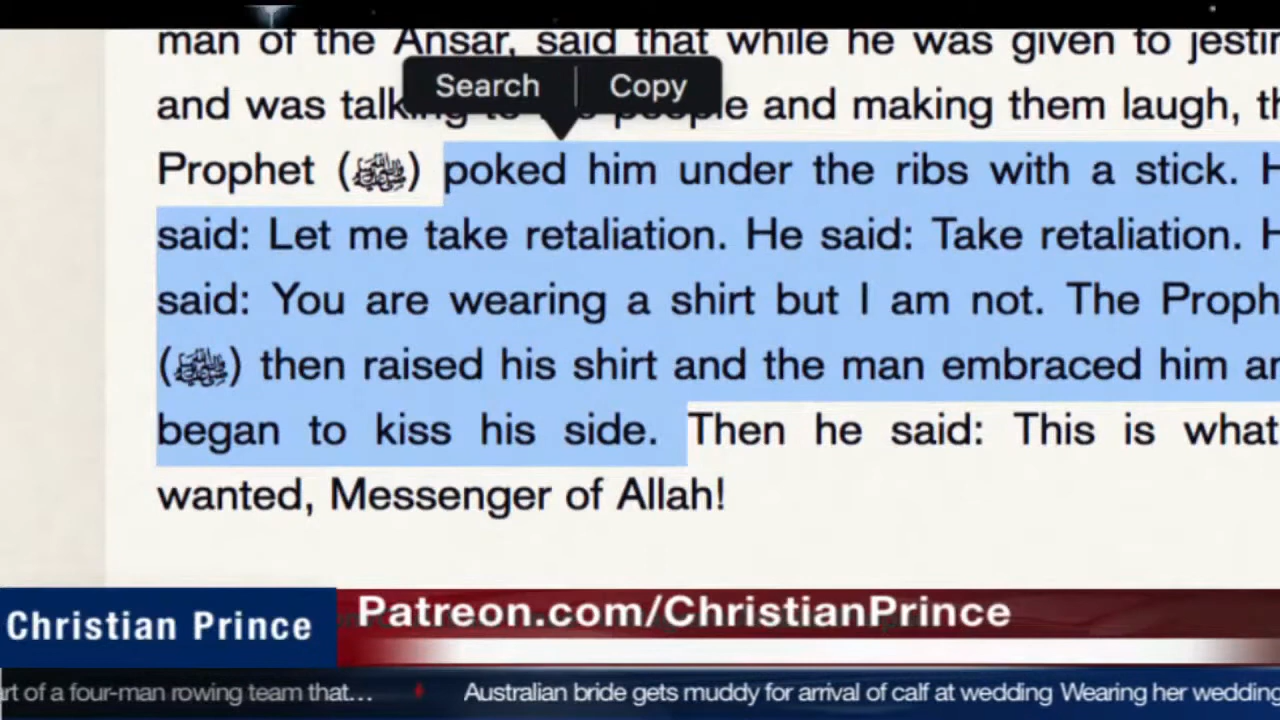 man of the Ansar, said that while he was given to jestin
and was talking to the people and making them laugh, th
Search Copy
Prophet (ﷺ) poked him under the ribs with a stick. H
said: Let me take retaliation. He said: Take retaliation. H
said: You are wearing a shirt but I am not. The Proph
(ﷺ) then raised his shirt and the man embraced him an
began to kiss his side. Then he said: This is what
wanted, Messenger of Allah!
Christian Prince
Patreon.com/ChristianPrince
rt of a four-man rowing team that... Australian bride gets muddy for arrival of calf at wedding Wearing her wedding